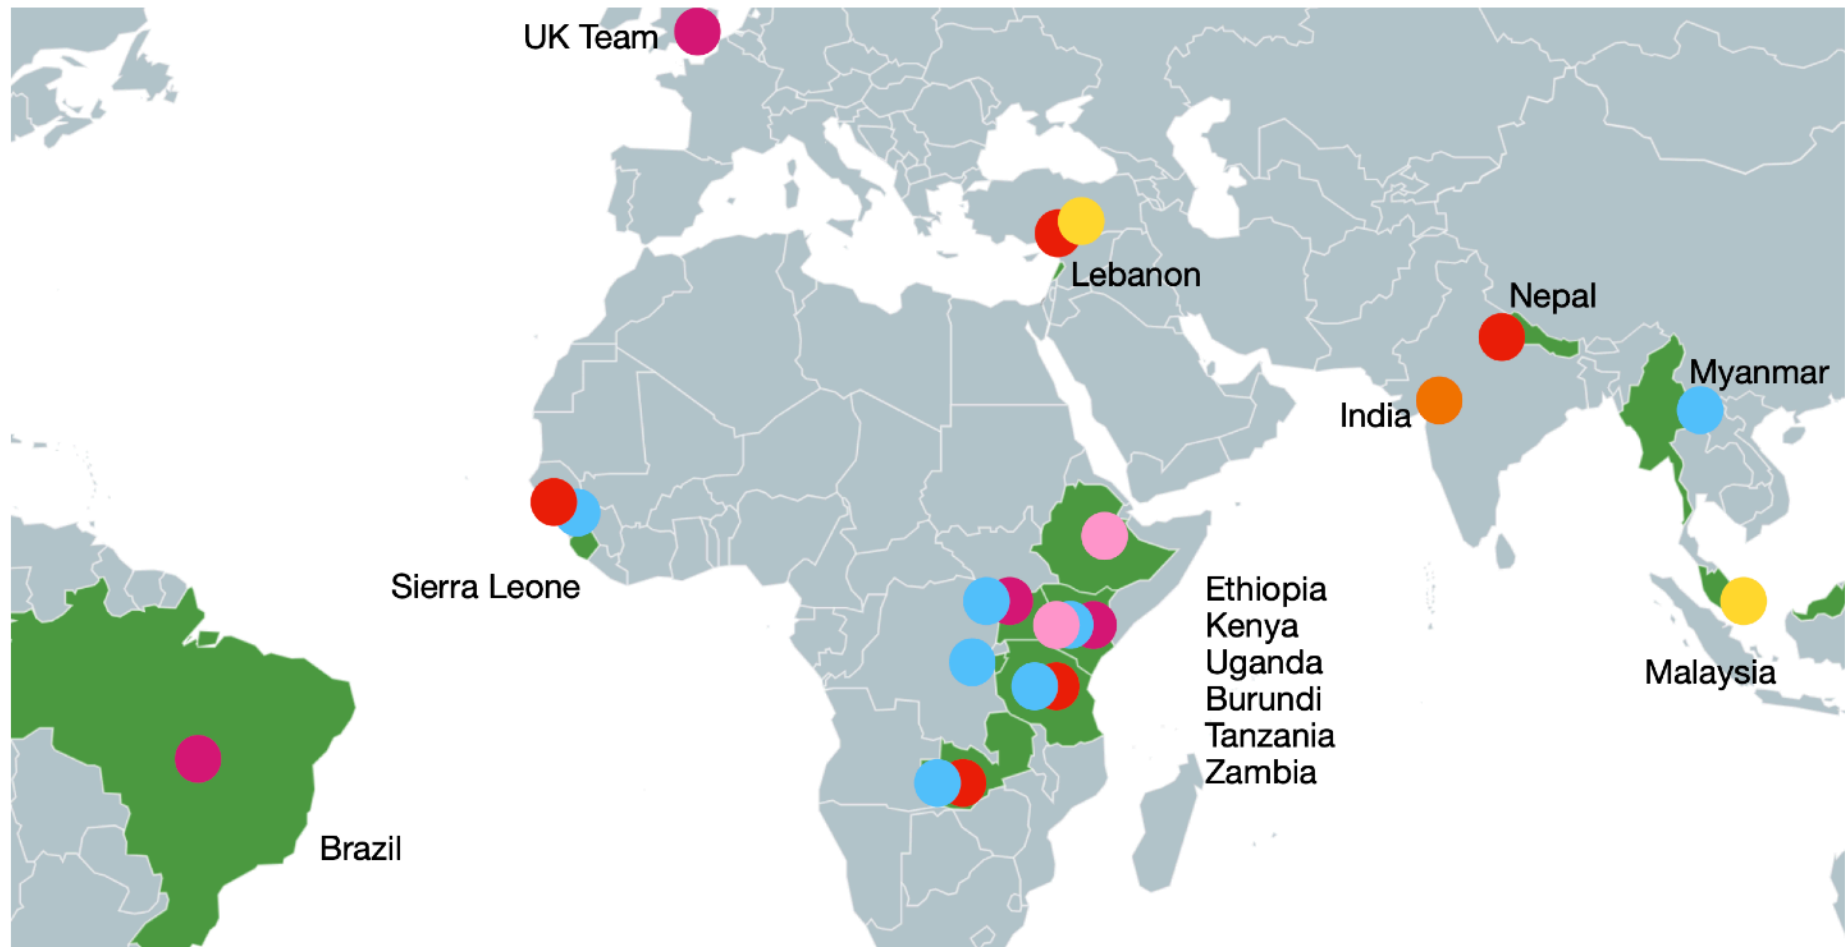 UK Team
Lebanon
Nepal
Myanmar
India
Sierra Leone
Ethiopia
Kenya
Uganda
Burundi
Tanzania
Zambia
Malaysia
Brazil